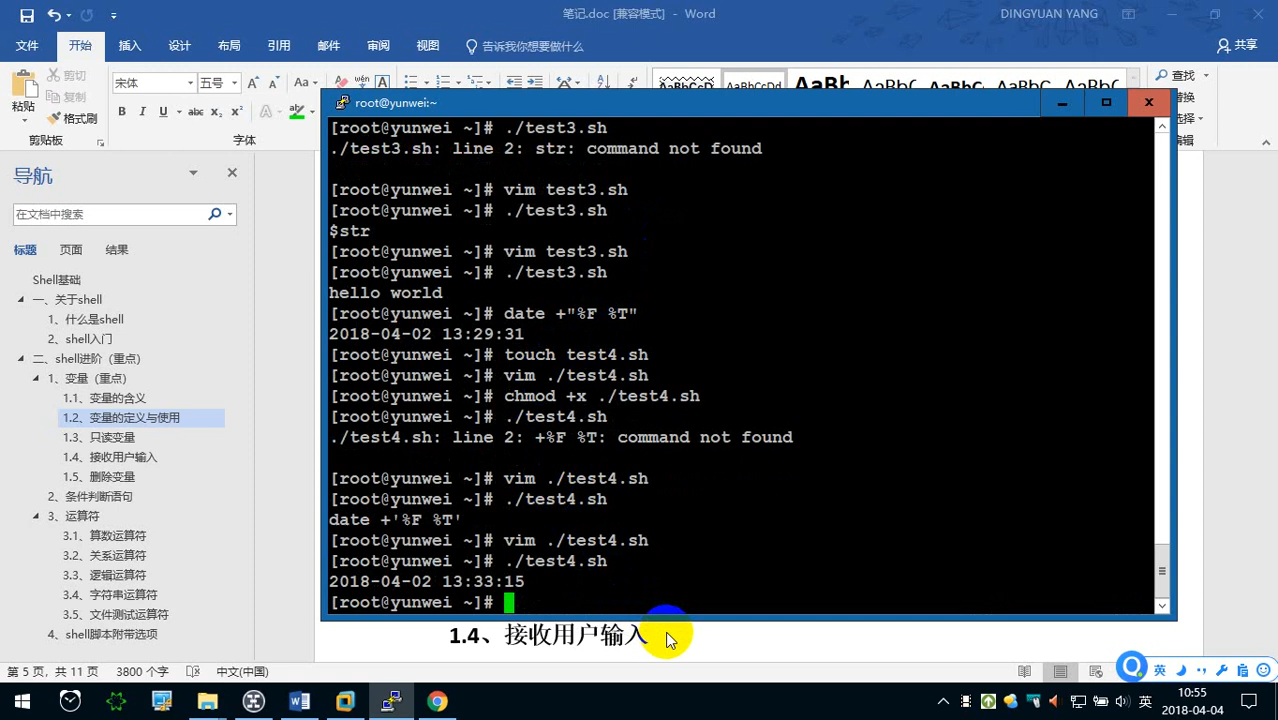 笔记.doc [兼容模式] - Word
DINGYUAN YANG
文件 开始 插入 设计 布局 引用 邮件 审阅 视图 告诉我你想要做什么 共享
剪切
复制
格式刷
粘贴
剪贴板
宋体 五号
字体
AaBbCcDd AaBbCcDd AaBb AaBbC AaBbC AaBbC
查找
替换
选择
编辑
导航
在文档中搜索
标题 页面 结果
Shell基础
一、关于shell
1、什么是shell
2、shell入门
二、shell进阶（重点）
1、变量（重点）
1.1、变量的含义
1.2、变量的定义与使用
1.3、只读变量
1.4、接收用户输入
1.5、删除变量
2、条件判断语句
3、运算符
3.1、算数运算符
3.2、关系运算符
3.3、逻辑运算符
3.4、字符串运算符
3.5、文件测试运算符
4、shell脚本附带选项
root@yunwei:~
[root@yunwei ~]# ./test3.sh
./test3.sh: line 2: str: command not found
[root@yunwei ~]# vim test3.sh
[root@yunwei ~]# ./test3.sh
$str
[root@yunwei ~]# vim test3.sh
[root@yunwei ~]# ./test3.sh
hello world
[root@yunwei ~]# date +"%F %T"
2018-04-02 13:29:31
[root@yunwei ~]# touch test4.sh
[root@yunwei ~]# vim ./test4.sh
[root@yunwei ~]# chmod +x ./test4.sh
[root@yunwei ~]# ./test4.sh
./test4.sh: line 2: +%F %T: command not found
[root@yunwei ~]# vim ./test4.sh
[root@yunwei ~]# ./test4.sh
date +'%F %T'
[root@yunwei ~]# vim ./test4.sh
[root@yunwei ~]# ./test4.sh
2018-04-02 13:33:15
[root@yunwei ~]#
1.4、接收用户输入
第 5 页，共 11 页 3800 个字 中文(中国)
英
英 10:55
2018-04-04